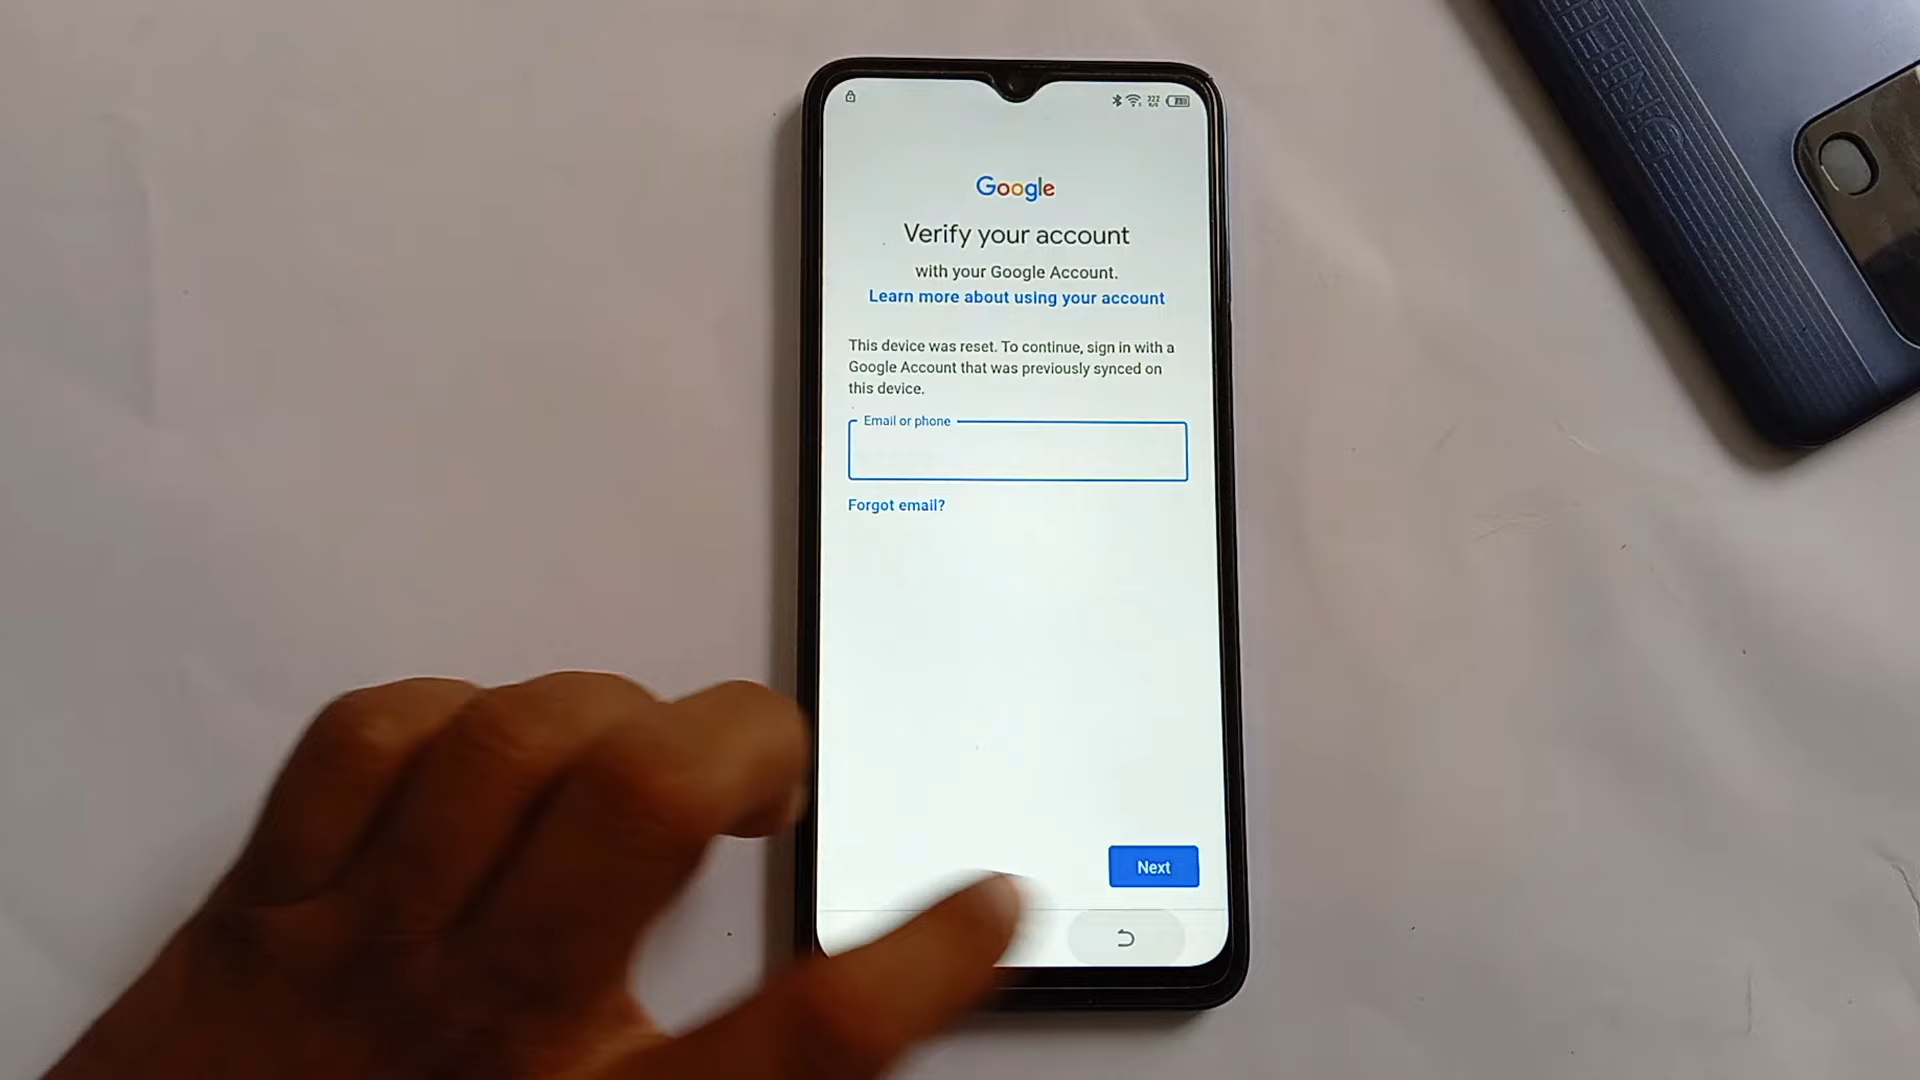 Google
Verify your account
with your Google Account.
Learn more about using your account
This device was reset. To continue, sign in with a
Google Account that was previously synced on
this device.
Email or phone
Forgot email?
Next